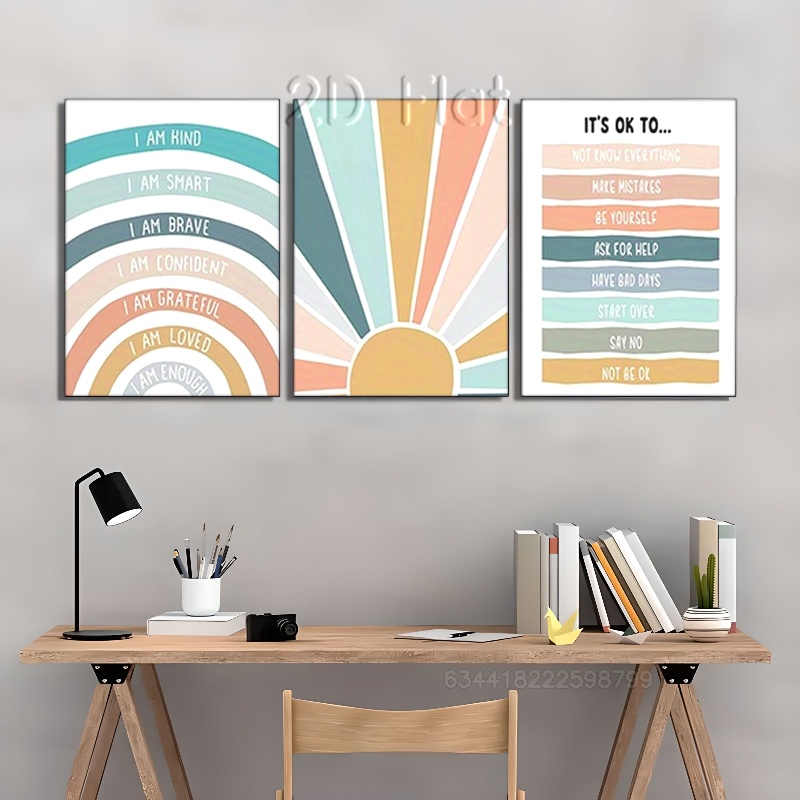 2D Flat
I AM KIND
I AM SMART
I AM BRAVE
I AM CONFIDENT
I AM GRATEFUL
I AM LOVED
I AM ENOUGH
IT'S OK TO...
NOT KNOW EVERYTHING
MAKE MISTAKES
BE YOURSELF
ASK FOR HELP
HAVE BAD DAYS
START OVER
SAY NO
NOT BE OK
634418222598799